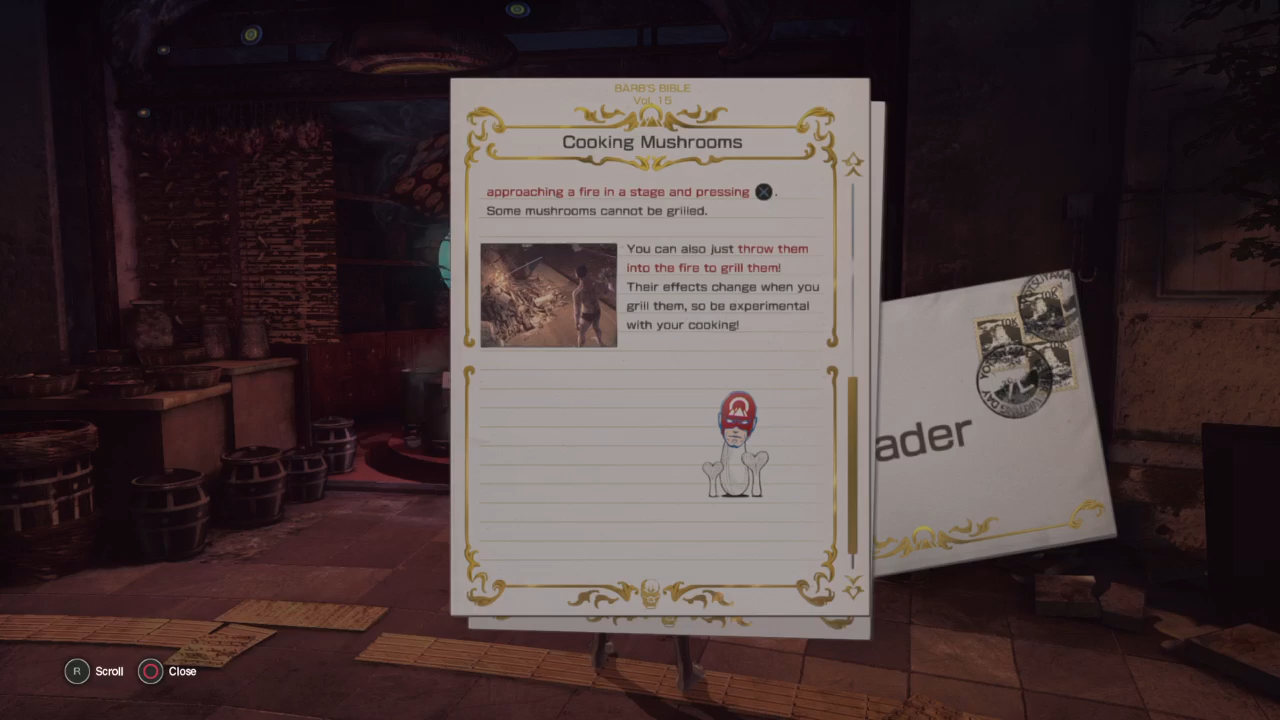 BARB'S BIBLE
Vol. 15
Cooking Mushrooms
approaching a fire in a stage and pressing
Some mushrooms cannot be grilled.
You can also just throw them
into the fire to grill them!
Their effects change when you
grill them, so be experimental
with your cooking!
ader
R Scroll Close